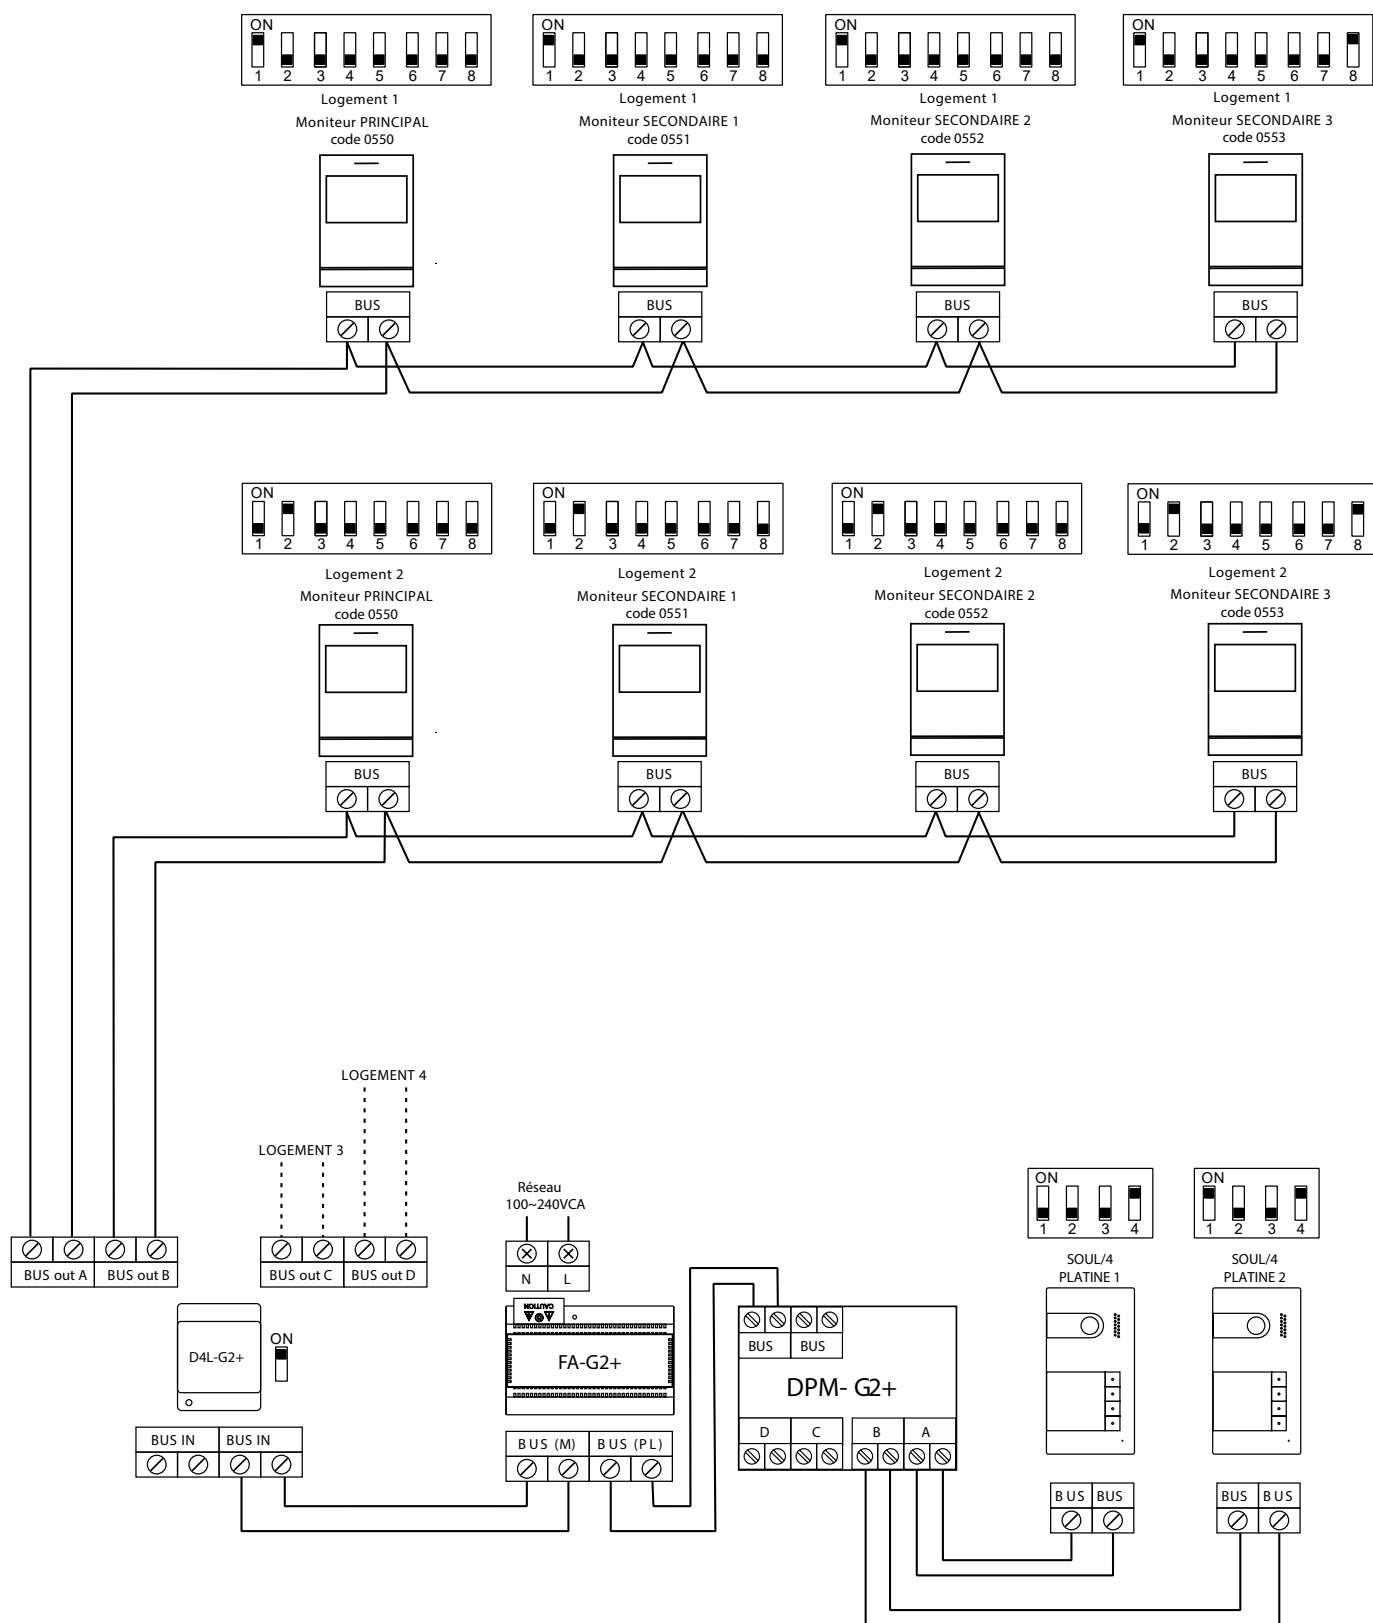 ON ON ON ON
1 2 3 4 5 6 7 8 1 2 3 4 5 6 7 8 1 2 3 4 5 6 7 8 1 2 3 4 5 6 7 8
Logement 1 Logement 1 Logement 1 Logement 1
Moniteur PRINCIPAL Moniteur SECONDAIRE 1 Moniteur SECONDAIRE 2 Moniteur SECONDAIRE 3
code 0550 code 0551 code 0552 code 0553
BUS BUS BUS BUS
ON ON ON ON
1 2 3 4 5 6 7 8 1 2 3 4 5 6 7 8 1 2 3 4 5 6 7 8 1 2 3 4 5 6 7 8
Logement 2 Logement 2 Logement 2 Logement 2
Moniteur PRINCIPAL Moniteur SECONDAIRE 1 Moniteur SECONDAIRE 2 Moniteur SECONDAIRE 3
code 0550 code 0551 code 0552 code 0553
BUS BUS BUS BUS
LOGEMENT 4
LOGEMENT 3
Réseau
100~240VCA
ON ON
1 2 3 4 1 2 3 4
BUS out A BUS out B BUS out C BUS out D
N L
SOUL/4 SOUL/4
PLATINE 1 PLATINE 2
CAUTION
D4L-G2+ ON
FA-G2+
BUS BUS
DPM- G2+
D C B A
BUS IN BUS IN
BUS (M) BUS (PL)
BUS BUS BUS BUS